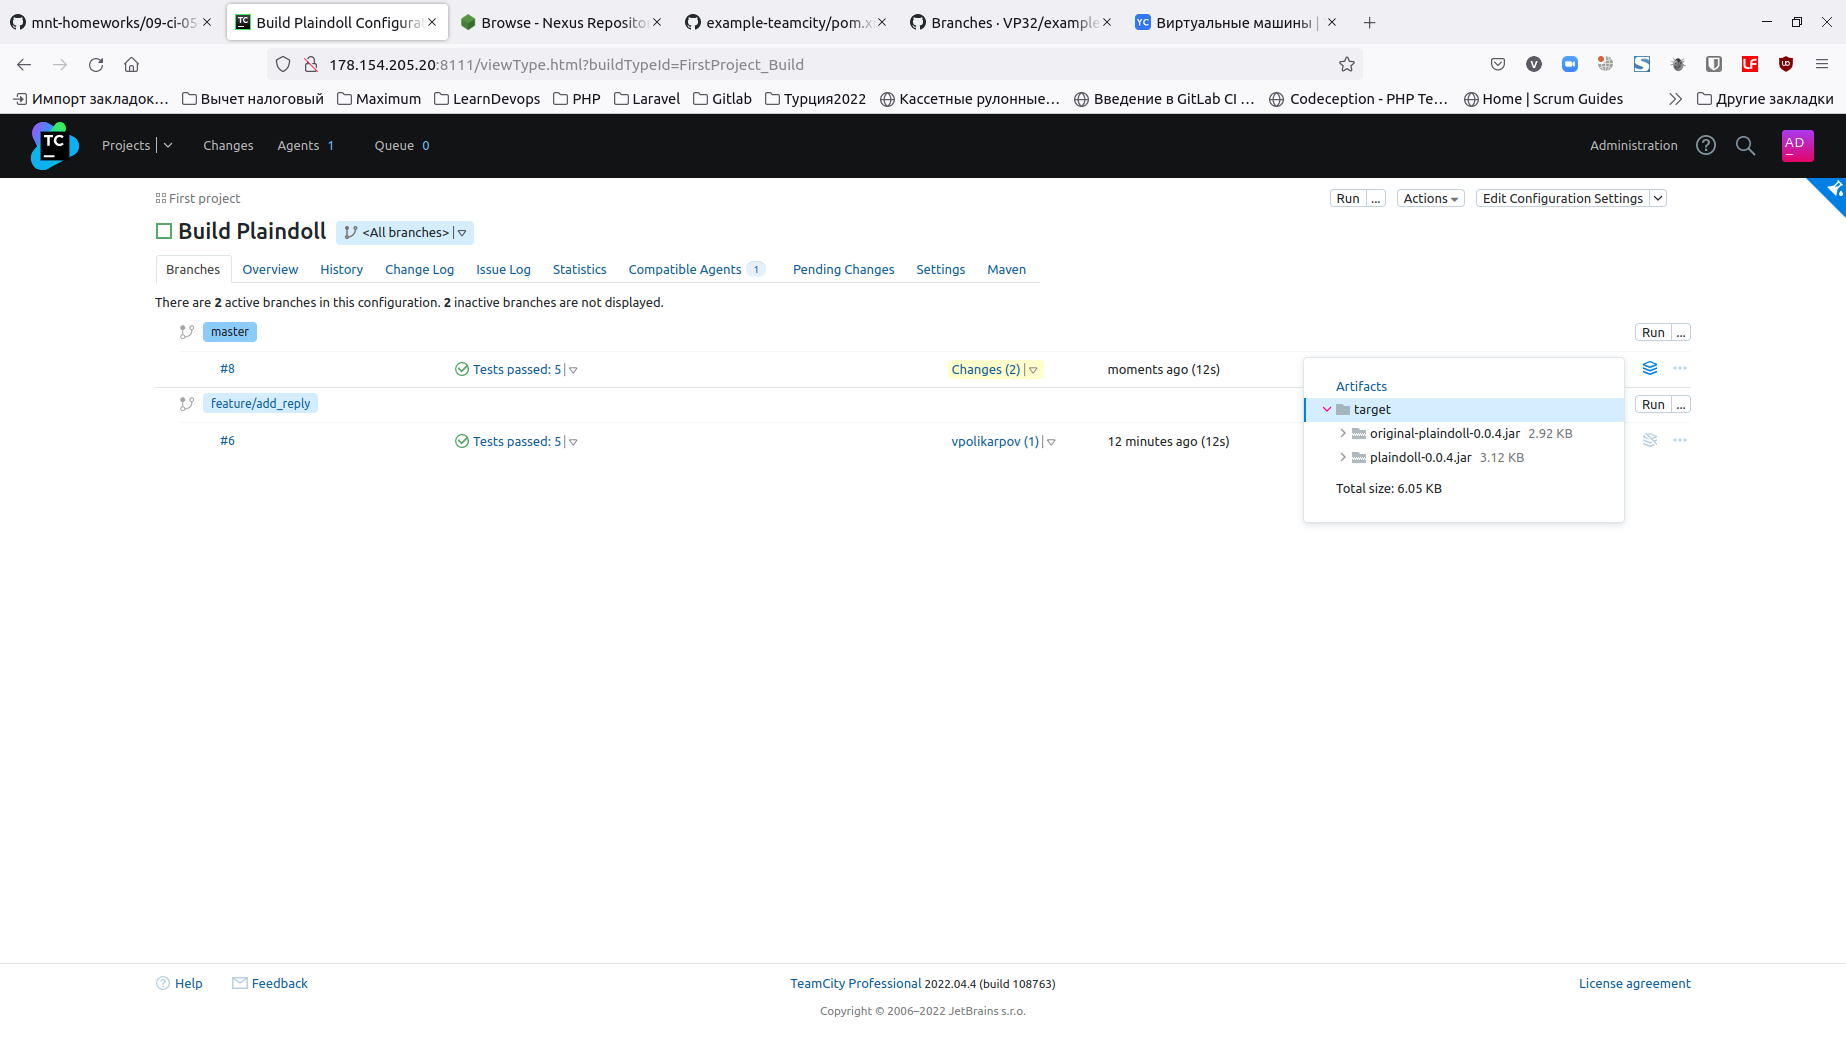 mnt-homeworks/09-ci-05
Build Plaindoll Configurat
Browse - Nexus Reposito
example-teamcity/pom.x
Branches · VP32/example
Виртуальные машины |
178.154.205.20:8111/viewType.html?buildTypeId=FirstProject_Build
Импорт закладок… Вычет налоговый Maximum LearnDevops PHP Laravel Gitlab Турция2022 Кассетные рулонные… Введение в GitLab CI … Codeception - PHP Te… Home | Scrum Guides Другие закладки
TC Projects Changes Agents 1 Queue 0 Administration AD
First project Run ... Actions Edit Configuration Settings
Build Plaindoll <All branches>
Branches Overview History Change Log Issue Log Statistics Compatible Agents 1 Pending Changes Settings Maven
There are 2 active branches in this configuration. 2 inactive branches are not displayed.
master Run ...
#8 Tests passed: 5 Changes (2) moments ago (12s)
Artifacts
target
original-plaindoll-0.0.4.jar 2.92 KB
plaindoll-0.0.4.jar 3.12 KB
Total size: 6.05 KB
feature/add_reply Run ...
#6 Tests passed: 5 vpolikarpov (1) 12 minutes ago (12s)
Help Feedback TeamCity Professional 2022.04.4 (build 108763) License agreement
Copyright © 2006–2022 JetBrains s.r.o.